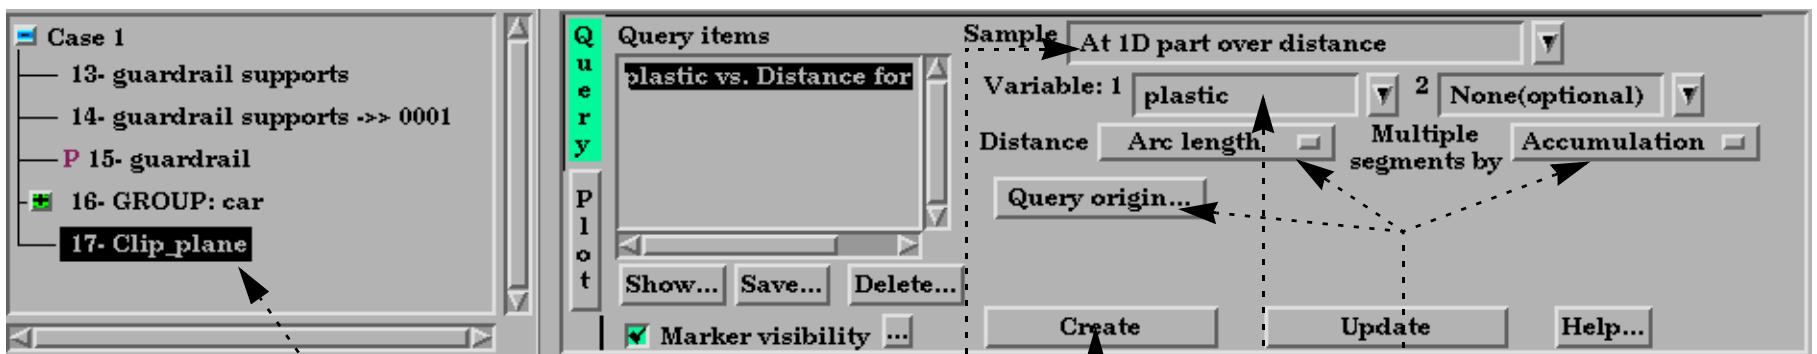 Case 1
13- guardrail supports
14- guardrail supports ->> 0001
P 15- guardrail
16- GROUP: car
17- Clip_plane
Query
Plot
Query items
plastic vs. Distance for
Show... Save... Delete...
Marker visibility ...
Sample At 1D part over distance
Variable: 1 plastic 2 None(optional)
Distance Arc length Multiple segments by Accumulation
Query origin...
Create Update Help...